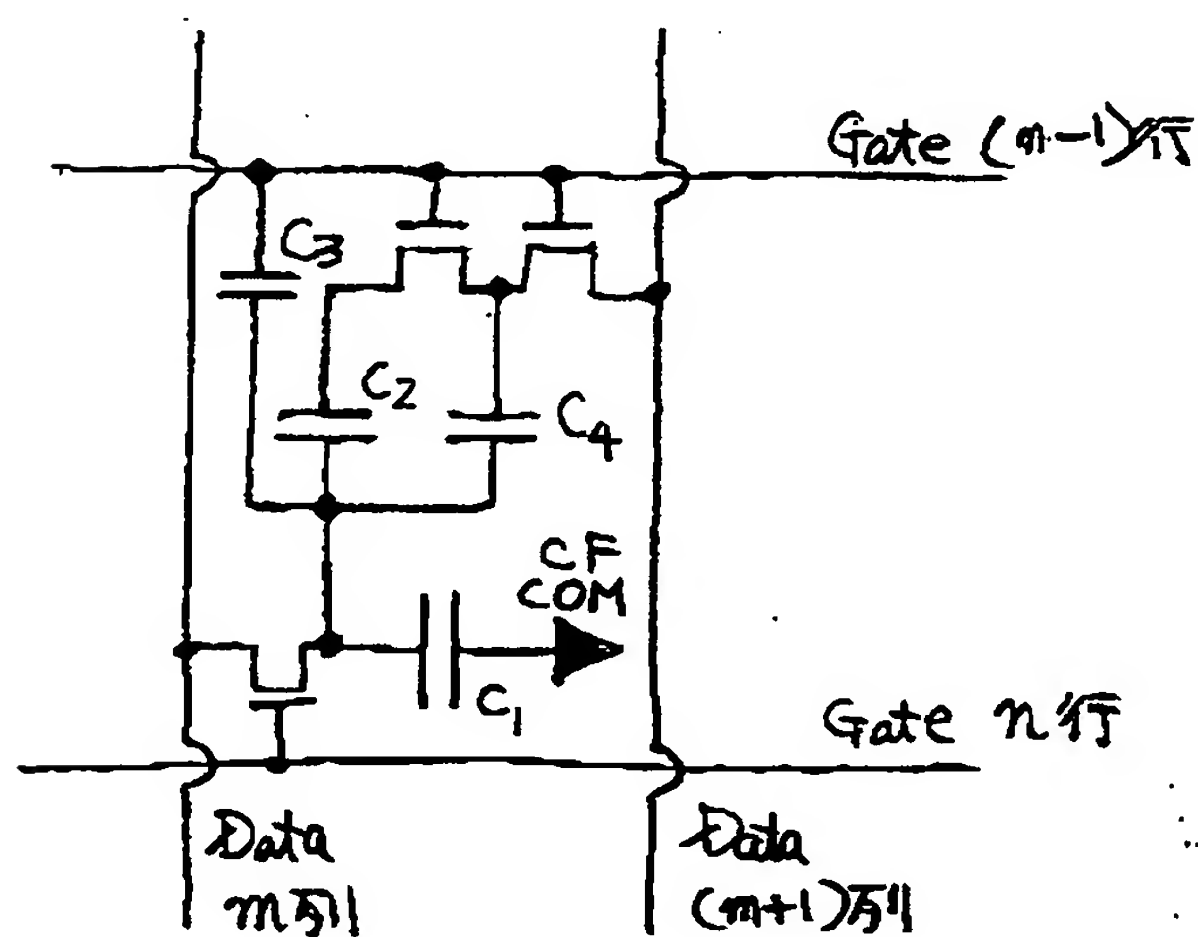 Gate (n-1)行
C3
C2
C4
CF
COM
C1
Gate n行
Data
m列
Data
(m+1)列